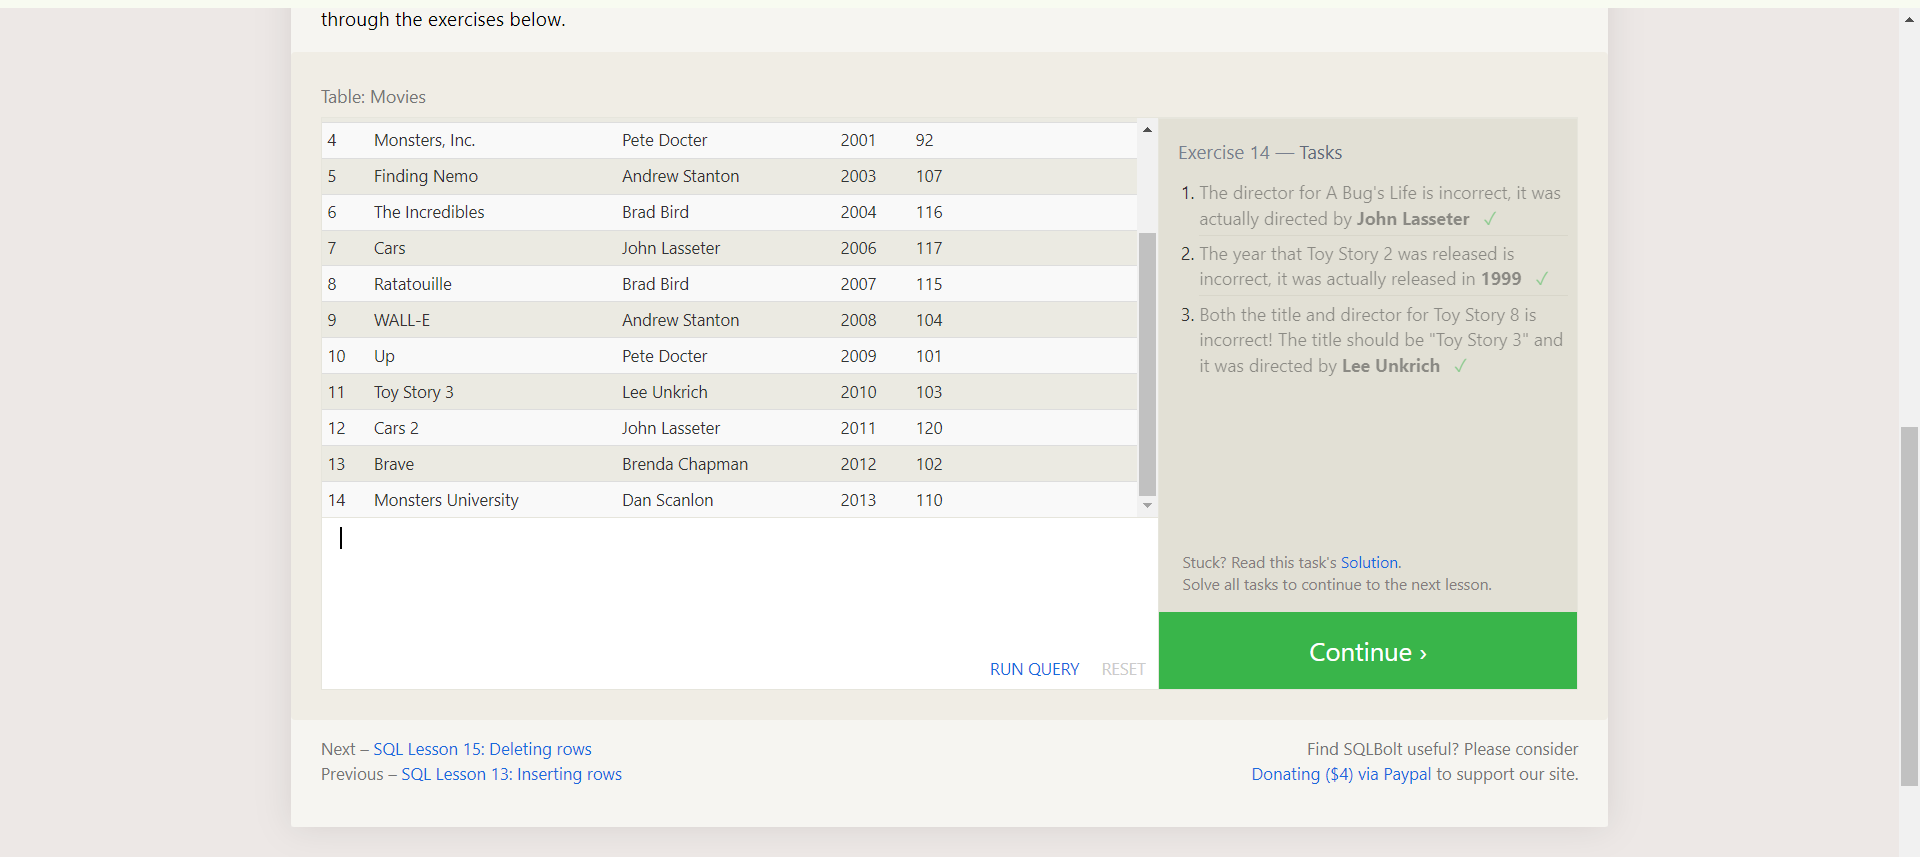 through the exercises below.
Table: Movies
4 Monsters, Inc. Pete Docter 2001 92
5 Finding Nemo Andrew Stanton 2003 107
6 The Incredibles Brad Bird 2004 116
7 Cars John Lasseter 2006 117
8 Ratatouille Brad Bird 2007 115
9 WALL-E Andrew Stanton 2008 104
10 Up Pete Docter 2009 101
11 Toy Story 3 Lee Unkrich 2010 103
12 Cars 2 John Lasseter 2011 120
13 Brave Brenda Chapman 2012 102
14 Monsters University Dan Scanlon 2013 110
RUN QUERY RESET
Exercise 14 — Tasks
1. The director for A Bug's Life is incorrect, it was
actually directed by John Lasseter ✓
2. The year that Toy Story 2 was released is
incorrect, it was actually released in 1999 ✓
3. Both the title and director for Toy Story 8 is
incorrect! The title should be "Toy Story 3" and
it was directed by Lee Unkrich ✓
Stuck? Read this task's Solution.
Solve all tasks to continue to the next lesson.
Continue ›
Next – SQL Lesson 15: Deleting rows
Previous – SQL Lesson 13: Inserting rows
Find SQLBolt useful? Please consider
Donating ($4) via Paypal to support our site.